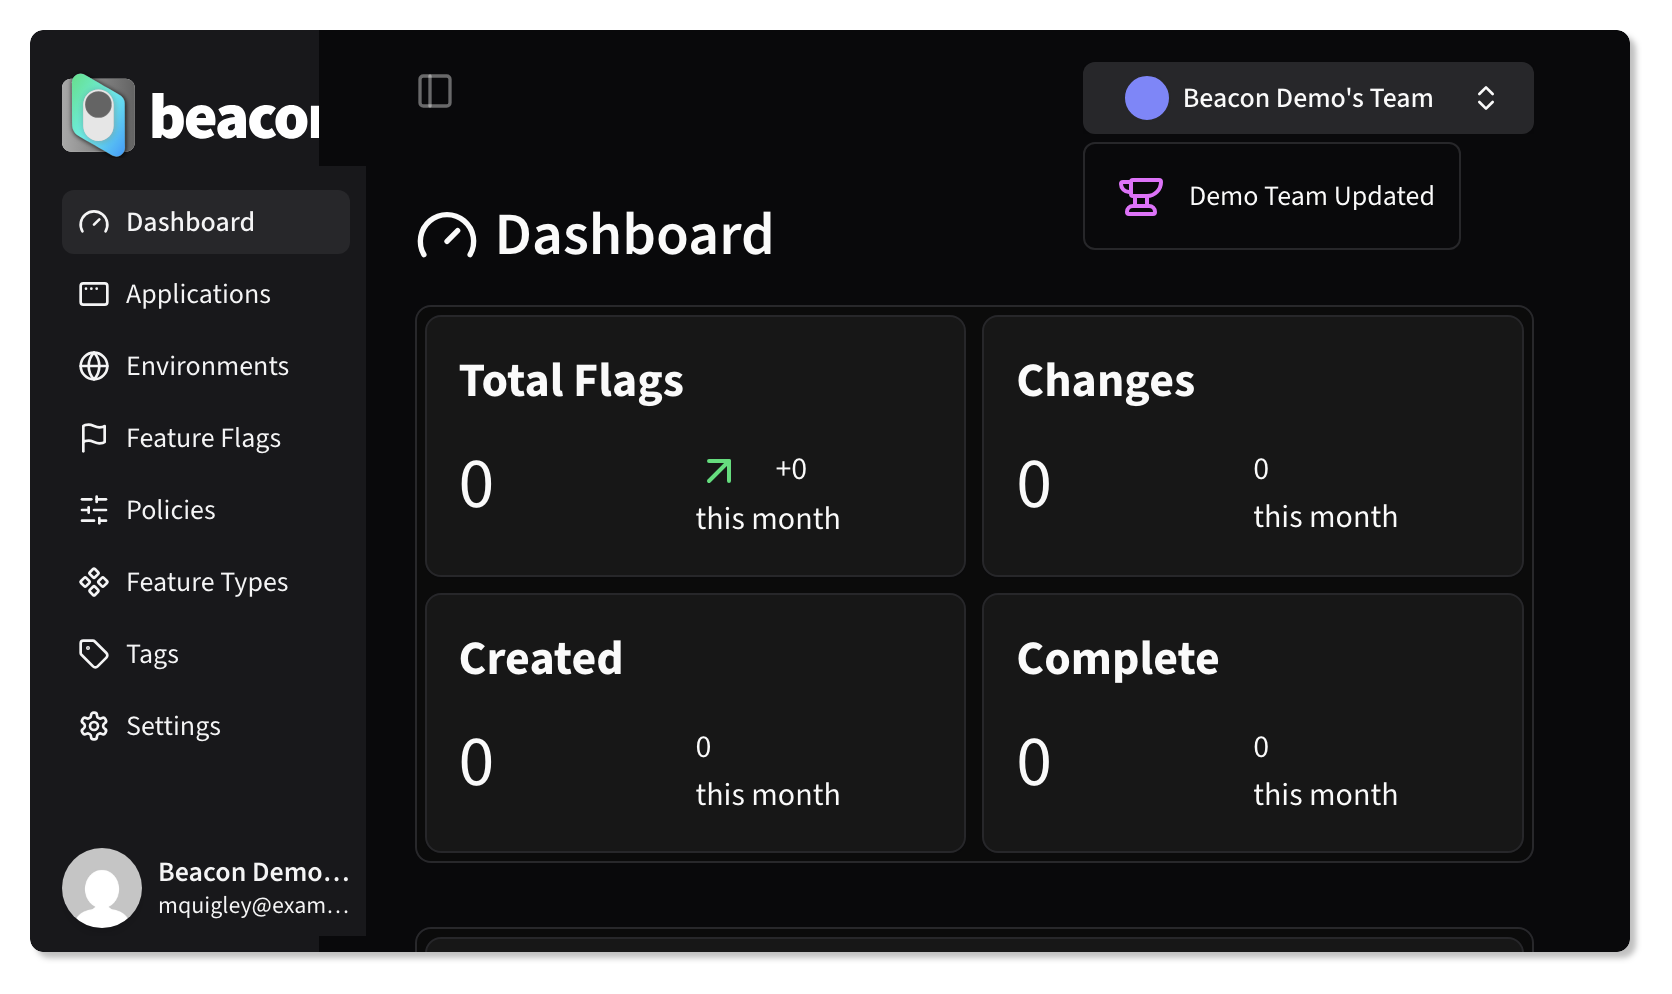 beacon
Dashboard
Applications
Environments
Feature Flags
Policies
Feature Types
Tags
Settings
Beacon Demo...
mquigley@exam...
Beacon Demo's Team
Demo Team Updated
Dashboard
Total Flags
0
+0
this month
Changes
0
0
this month
Created
0
0
this month
Complete
0
0
this month